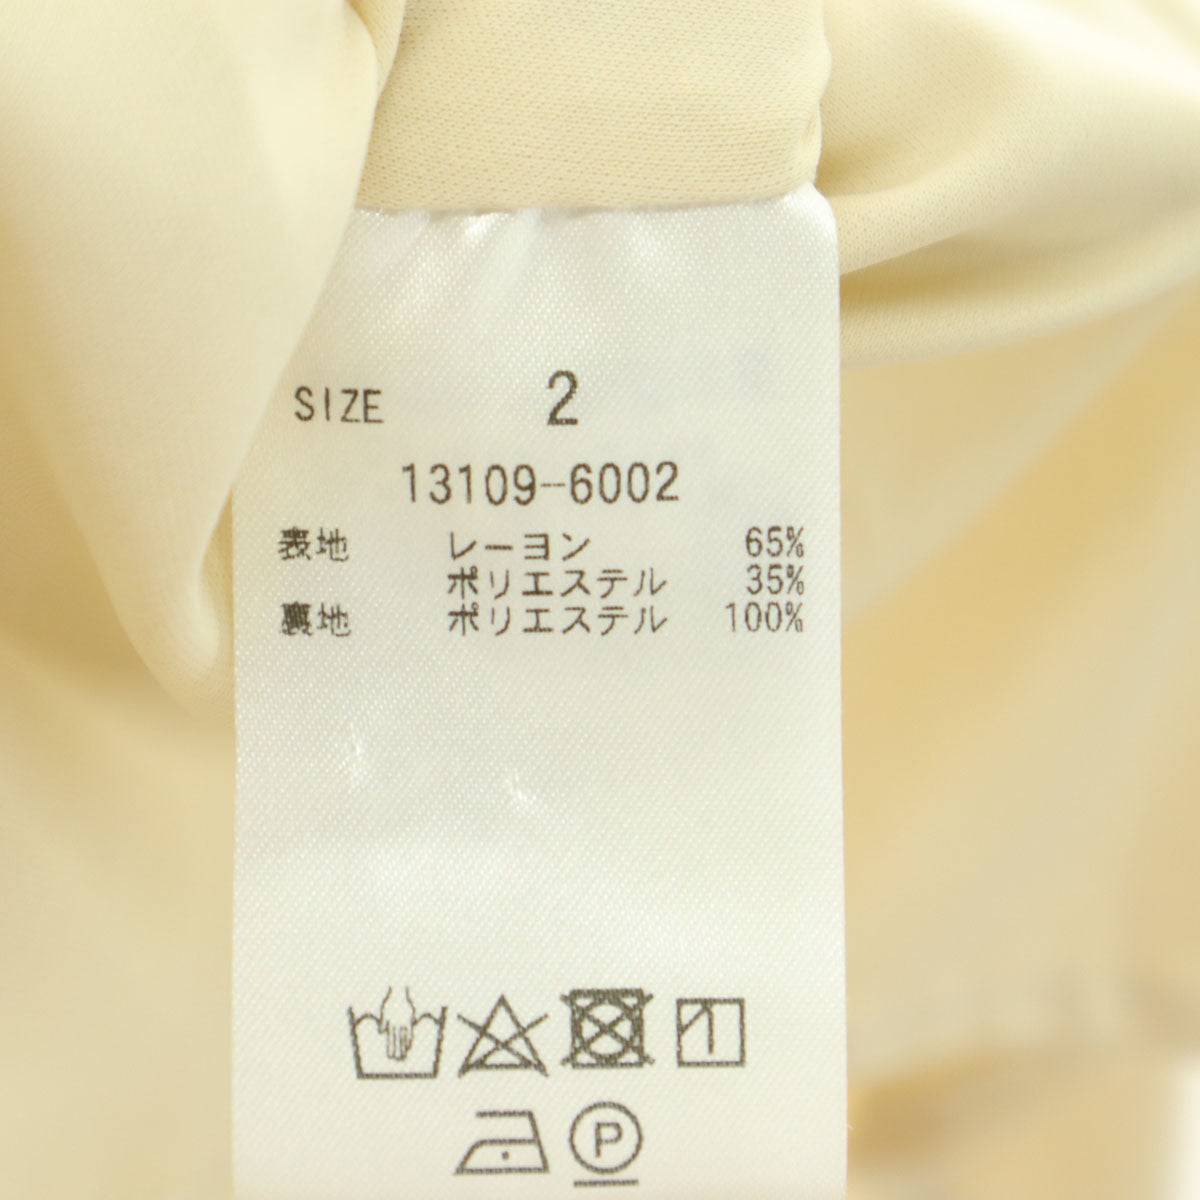 SIZE 2
13109-6002
表地 レーヨン 65%
ポリエステル 35%
裏地 ポリエステル 100%
P